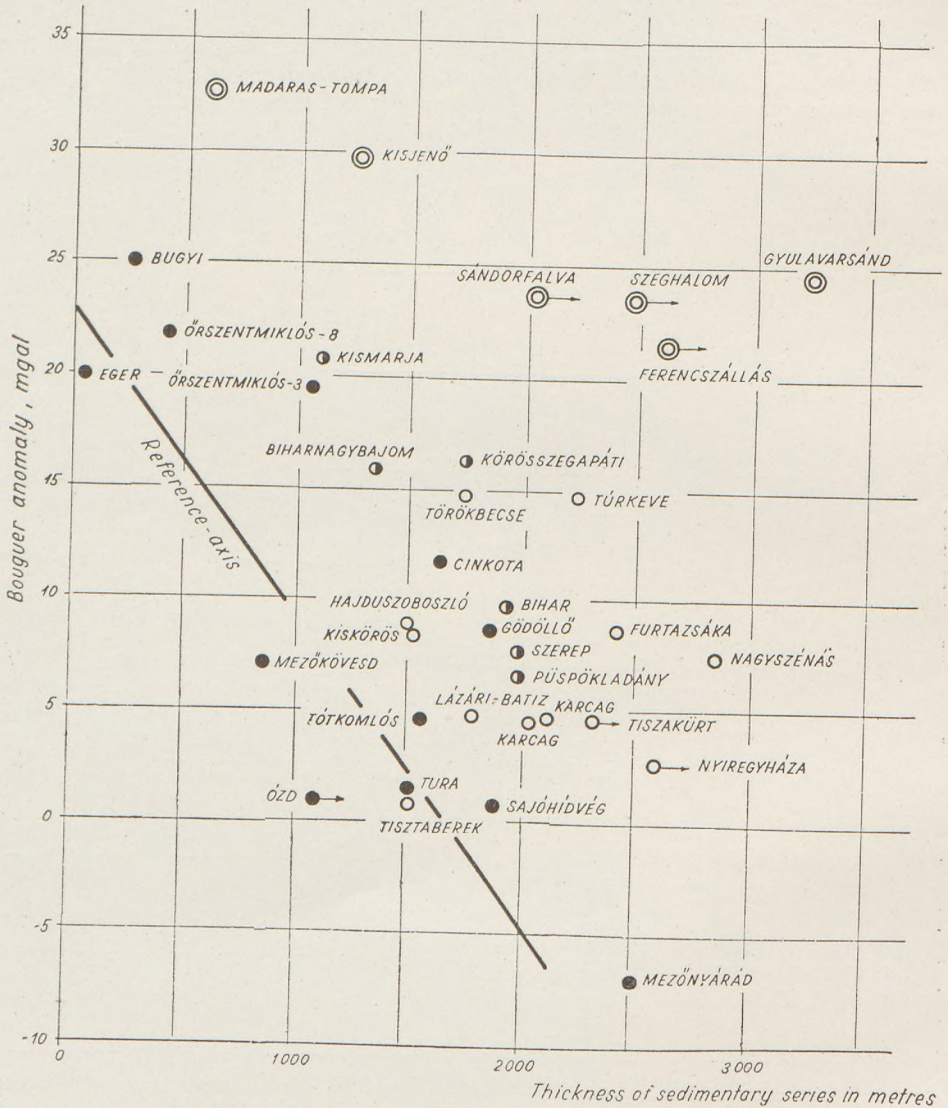 35
MADARAS-TOMPA
30
KISJENŐ
25
BUGYI
GYULAVARSÁND
SÁNDORFALVA
SZEGHALOM
ŐRSZENTMIKLÓS-8
KISMARJA
20
EGER
ŐRSZENTMIKLÓS-3
FERENCSZÁLLÁS
Bouguer anomaly, mgal
Reference-axis
BIHARNAGYBAJOM
KÖRÖSSZEGAPÁTI
15
TÖRÖKBECSE
TÚRKEVE
CINKOTA
10
HAJDUSZOBOSZLÓ
BIHAR
KISKÖRÖS
GÖDÖLLŐ
FURTAZSÁKA
MEZŐKÖVESD
SZEREP
NAGYSZÉNÁS
PÜSPÖKLADÁNY
5
LÁZÁRI-BATIZ
KARCAG
TÓTKOMLÓS
KARCAG
TISZAKÜRT
NYIREGYHÁZA
ÓZD
TURA
SAJÓHÍDVÉG
0
TISZTABEREK
-5
MEZŐNYÁRÁD
-10
0
1000
2000
3000
Thickness of sedimentary series in metres